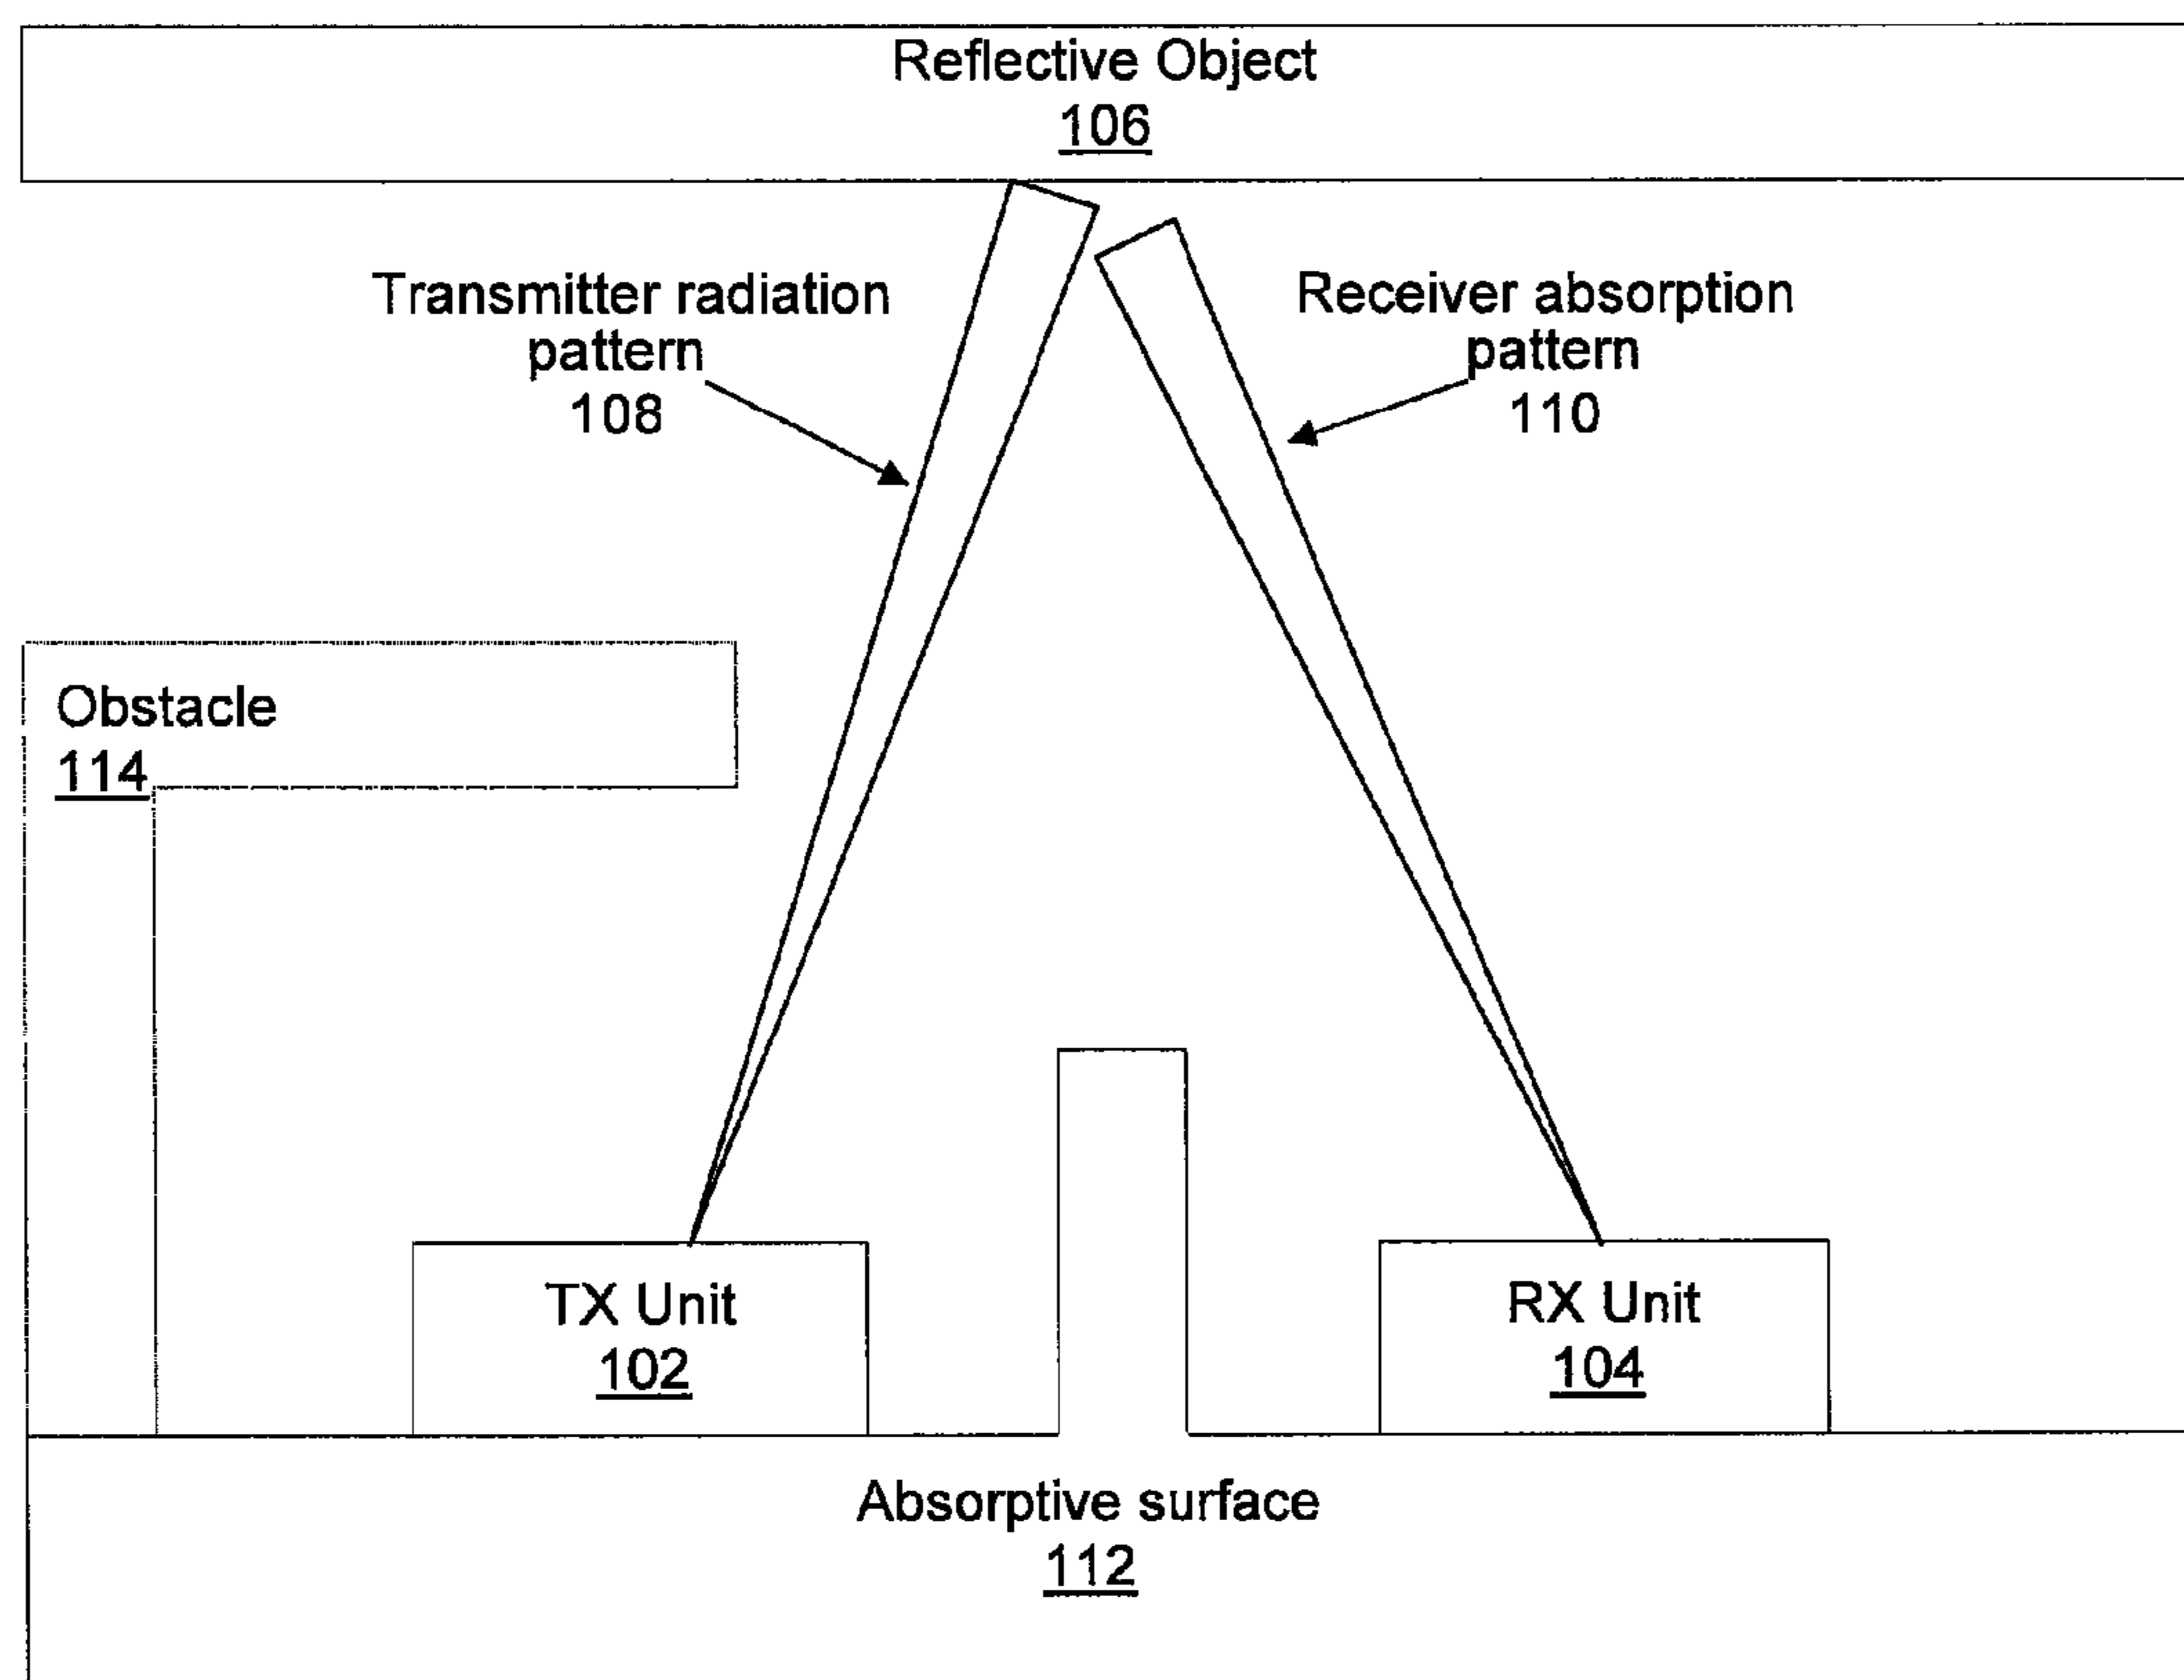 Reflective Object
106
Transmitter radiation
pattern
108
Receiver absorption
pattern
110
Obstacle
114
TX Unit
102
RX Unit
104
Absorptive surface
112